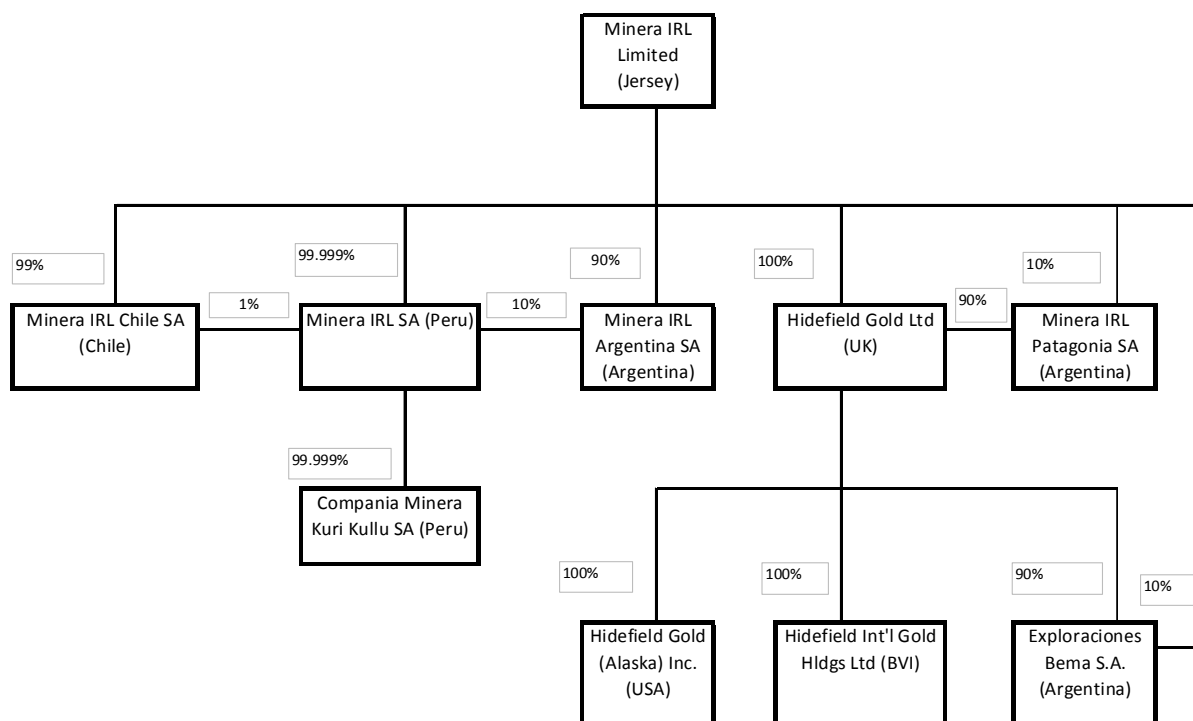 Minera IRL
Limited
(Jersey)
99%
99.999%
90%
100%
10%
1%
10%
90%
Minera IRL Chile SA
(Chile)
Minera IRL SA (Peru)
Minera IRL
Argentina SA
(Argentina)
Hidefield Gold Ltd
(UK)
Minera IRL
Patagonia SA
(Argentina)
99.999%
Compania Minera
Kuri Kullu SA (Peru)
100%
100%
90%
10%
Hidefield Gold
(Alaska) Inc.
(USA)
Hidefield Int'l Gold
Hldgs Ltd (BVI)
Exploraciones
Bema S.A.
(Argentina)